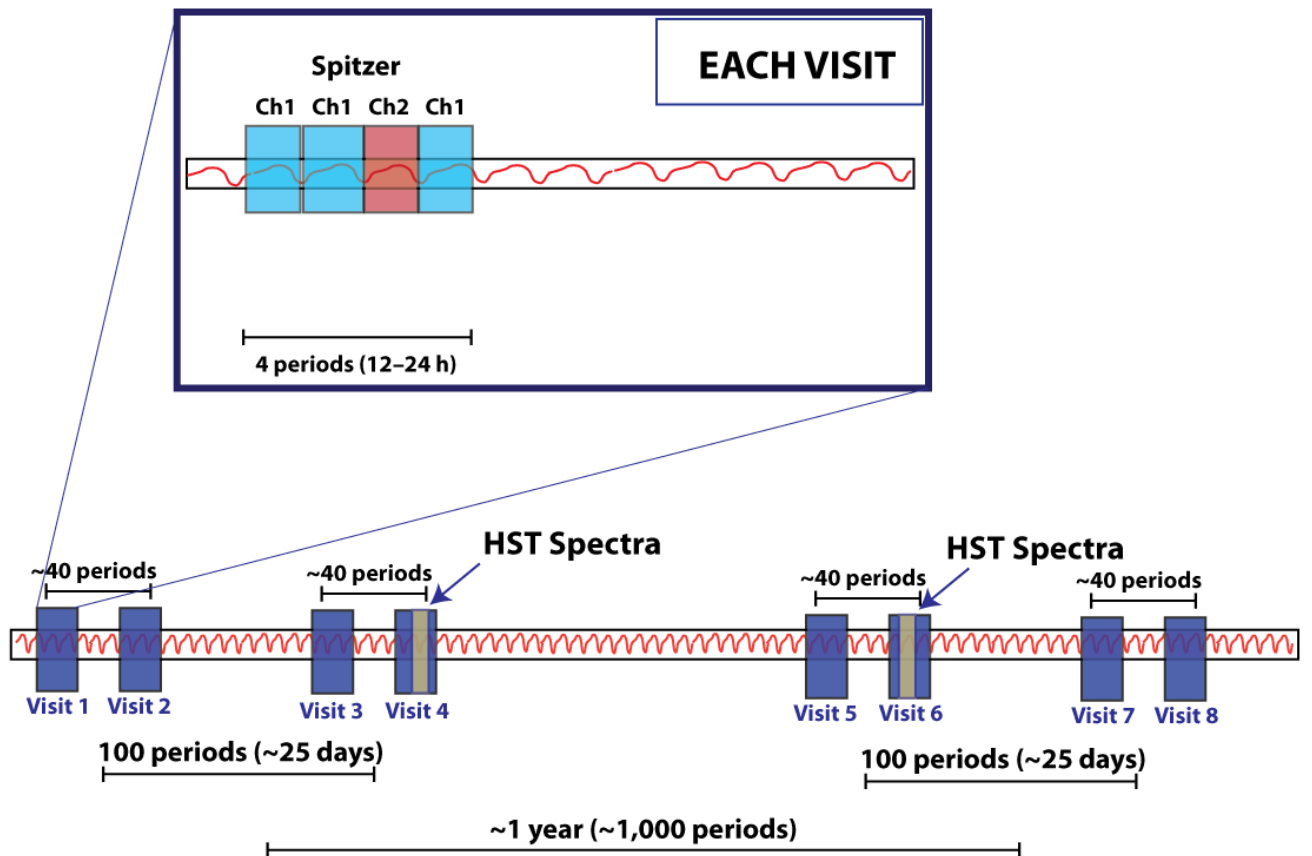 EACH VISIT
Spitzer
Ch1 Ch1 Ch2 Ch1
4 periods (12–24 h)
HST Spectra
HST Spectra
~40 periods
~40 periods
~40 periods
~40 periods
Visit 1
Visit 2
Visit 3
Visit 4
Visit 5
Visit 6
Visit 7
Visit 8
100 periods (~25 days)
100 periods (~25 days)
~1 year (~1,000 periods)